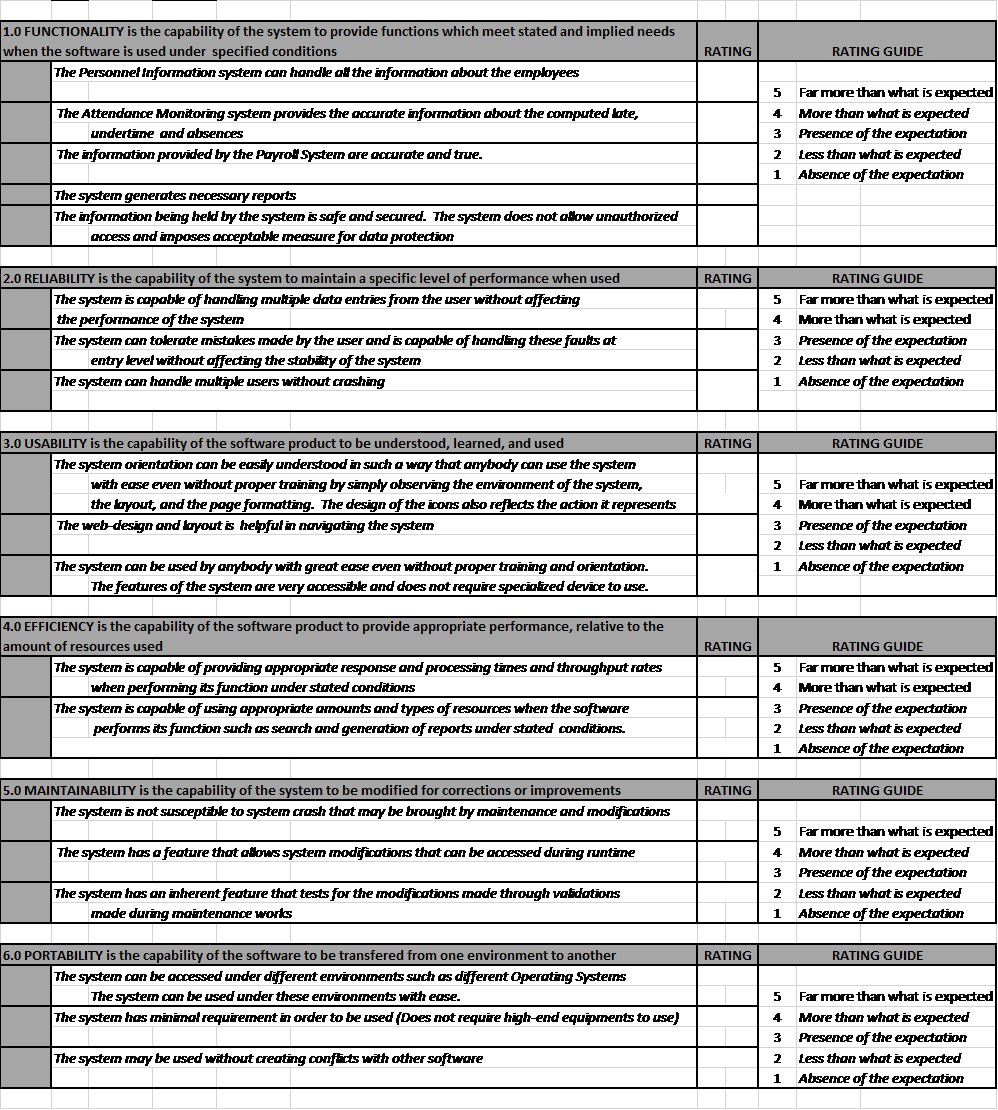 1.0 FUNCTIONALITY is the capability of the system to provide functions which meet stated and implied needs
when the software is used under specified conditions
RATING
RATING GUIDE
The Personnel Information system can handle all the information about the employees
5 Far more than what is expected
The Attendance Monitoring system provides the accurate information about the computed late,
4 More than what is expected
undertime and absences
3 Presence of the expectation
The information provided by the Payroll System are accurate and true.
2 Less than what is expected
1 Absence of the expectation
The system generates necessary reports
The information being held by the system is safe and secured. The system does not allow unauthorized
access and imposes acceptable measure for data protection
2.0 RELIABILITY is the capability of the system to maintain a specific level of performance when used
RATING
RATING GUIDE
The system is capable of handling multiple data entries from the user without affecting
5 Far more than what is expected
the performance of the system
4 More than what is expected
The system can tolerate mistakes made by the user and is capable of handling these faults at
3 Presence of the expectation
entry level without affecting the stability of the system
2 Less than what is expected
The system can handle multiple users without crashing
1 Absence of the expectation
3.0 USABILITY is the capability of the software product to be understood, learned, and used
RATING
RATING GUIDE
The system orientation can be easily understood in such a way that anybody can use the system
with ease even without proper training by simply observing the environment of the system,
5 Far more than what is expected
the layout, and the page formatting. The design of the icons also reflects the action it represents
4 More than what is expected
The web-design and layout is helpful in navigating the system
3 Presence of the expectation
2 Less than what is expected
The system can be used by anybody with great ease even without proper training and orientation.
1 Absence of the expectation
The features of the system are very accessible and does not require specialized device to use.
4.0 EFFICIENCY is the capability of the software product to provide appropriate performance, relative to the
amount of resources used
RATING
RATING GUIDE
The system is capable of providing appropriate response and processing times and throughput rates
5 Far more than what is expected
when performing its function under stated conditions
4 More than what is expected
The system is capable of using appropriate amounts and types of resources when the software
3 Presence of the expectation
performs its function such as search and generation of reports under stated conditions.
2 Less than what is expected
1 Absence of the expectation
5.0 MAINTAINABILITY is the capability of the system to be modified for corrections or improvements
RATING
RATING GUIDE
The system is not susceptible to system crash that may be brought by maintenance and modifications
5 Far more than what is expected
The system has a feature that allows system modifications that can be accessed during runtime
4 More than what is expected
3 Presence of the expectation
The system has an inherent feature that tests for the modifications made through validations
2 Less than what is expected
made during maintenance works
1 Absence of the expectation
6.0 PORTABILITY is the capability of the software to be transfered from one environment to another
RATING
RATING GUIDE
The system can be accessed under different environments such as different Operating Systems
The system can be used under these environments with ease.
5 Far more than what is expected
The system has minimal requirement in order to be used (Does not require high-end equipments to use)
4 More than what is expected
3 Presence of the expectation
The system may be used without creating conflicts with other software
2 Less than what is expected
1 Absence of the expectation